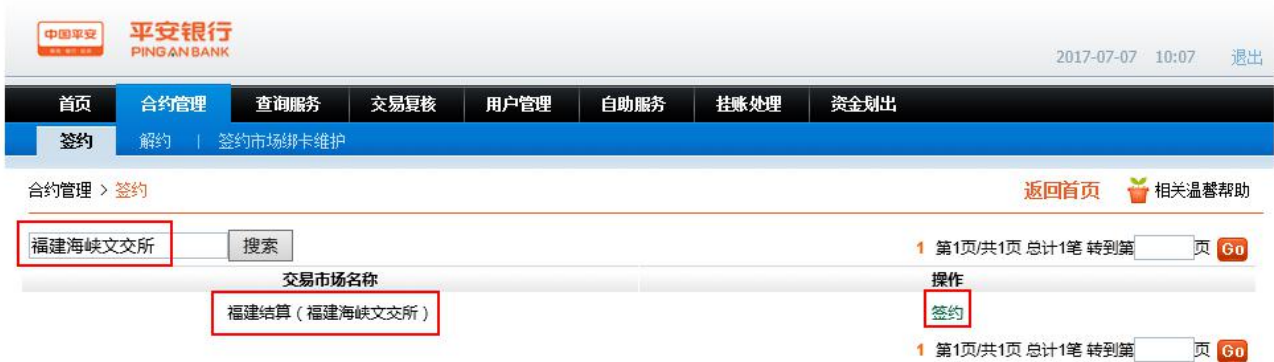 中国平安 平安银行
PING AN BANK
2017-07-07 10:07 退出
首页 合约管理 查询服务 交易复核 用户管理 自助服务 挂账处理 资金划出
签约 解约 | 签约市场绑卡维护
合约管理 > 签约 返回首页 相关温馨帮助
福建海峡文交所 搜索 1 第1页/共1页 总计1笔 转到第 页 Go
交易市场名称 操作
福建结算(福建海峡文交所) 签约
1 第1页/共1页 总计1笔 转到第 页 Go